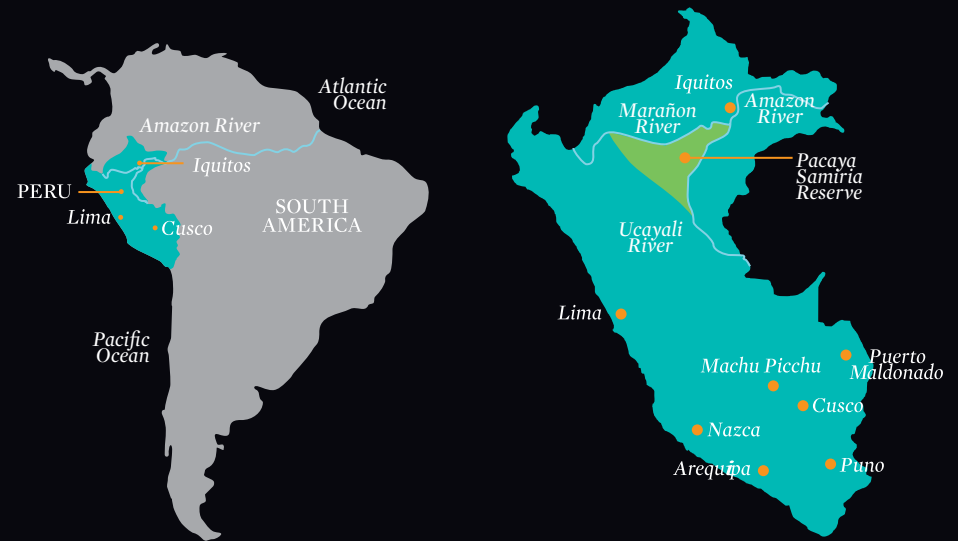 Atlantic
Ocean
Amazon River
Iquitos
PERU
Lima
Cusco
SOUTH
AMERICA
Pacific
Ocean
Iquitos
Marañon
River
Amazon
River
Pacaya
Samiria
Reserve
Ucayali
River
Lima
Machu Picchu
Puerto
Maldonado
Cusco
Nazca
Arequipa
Puno